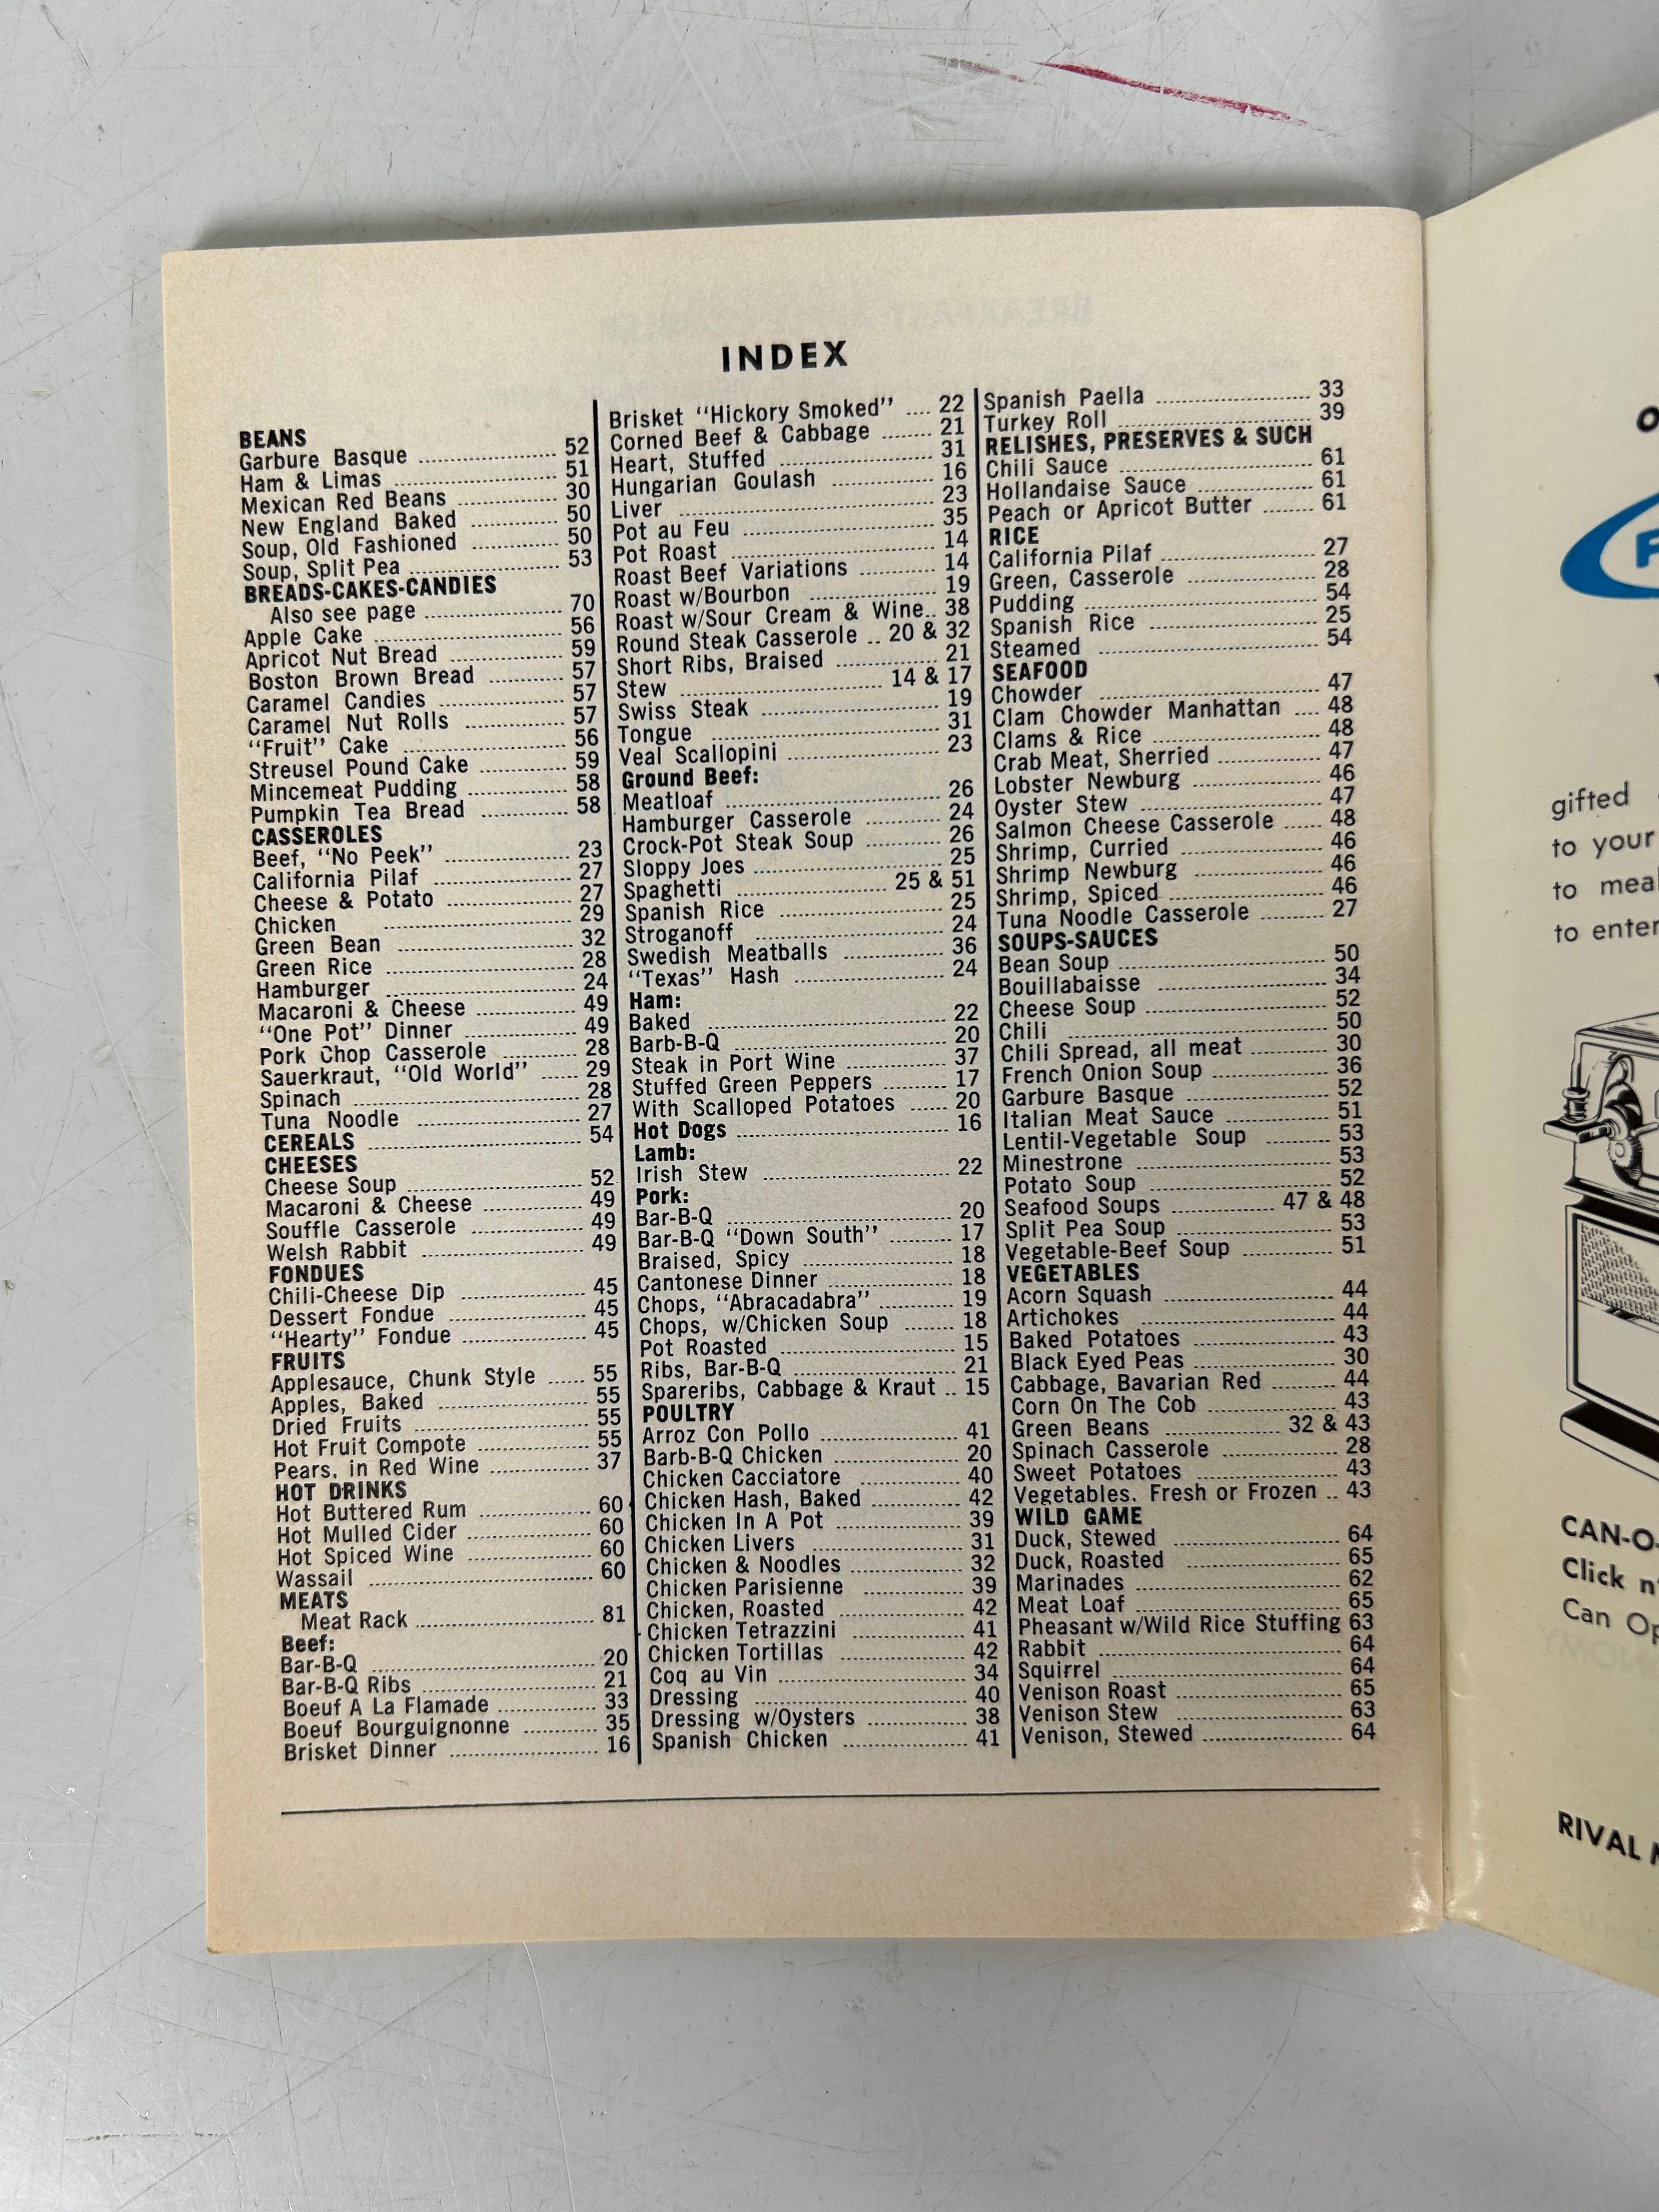 INDEX
BEANS
Garbure Basque 52
Ham & Limas 51
Mexican Red Beans 30
New England Baked 50
Soup, Old Fashioned 50
Soup, Split Pea 53
BREADS-CAKES-CANDIES
Also see page 70
Apple Cake 56
Apricot Nut Bread 59
Boston Brown Bread 57
Caramel Candies 57
Caramel Nut Rolls 57
"Fruit" Cake 56
Streusel Pound Cake 59
Mincemeat Pudding 58
Pumpkin Tea Bread 58
CASSEROLES
Beef, "No Peek" 23
California Pilaf 27
Cheese & Potato 27
Chicken 29
Green Bean 32
Green Rice 28
Hamburger 24
Macaroni & Cheese 49
"One Pot" Dinner 49
Pork Chop Casserole 28
Sauerkraut, "Old World" 29
Spinach 28
Tuna Noodle 27
CEREALS 54
CHEESES
Cheese Soup 52
Macaroni & Cheese 49
Souffle Casserole 49
Welsh Rabbit 49
FONDUES
Chili-Cheese Dip 45
Dessert Fondue 45
"Hearty" Fondue 45
FRUITS
Applesauce, Chunk Style 55
Apples, Baked 55
Dried Fruits 55
Hot Fruit Compote 55
Pears, in Red Wine 37
HOT DRINKS
Hot Buttered Rum 60
Hot Mulled Cider 60
Hot Spiced Wine 60
Wassail 60
MEATS
Meat Rack 81
Beef:
Bar-B-Q 20
Bar-B-Q Ribs 21
Boeuf A La Flamade 33
Boeuf Bourguignonne 35
Brisket Dinner 16
Brisket "Hickory Smoked" 22
Corned Beef & Cabbage 21
Heart, Stuffed 31
Hungarian Goulash 16
Liver 23
Pot au Feu 35
Pot Roast 14
Roast Beef Variations 14
Roast w/Bourbon 19
Roast w/Sour Cream & Wine 38
Round Steak Casserole 20 & 32
Short Ribs, Braised 21
Stew 14 & 17
Swiss Steak 19
Tongue 31
Veal Scallopini 23
Ground Beef:
Meatloaf 26
Hamburger Casserole 24
Crock-Pot Steak Soup 26
Sloppy Joes 25
Spaghetti 25 & 51
Spanish Rice 25
Stroganoff 24
Swedish Meatballs 36
"Texas" Hash 24
Ham:
Baked 22
Barb-B-Q 20
Steak in Port Wine 37
Stuffed Green Peppers 17
With Scalloped Potatoes 20
Hot Dogs 16
Lamb:
Irish Stew 22
Pork:
Bar-B-Q 20
Bar-B-Q "Down South" 17
Braised, Spicy 18
Cantonese Dinner 18
Chops, "Abracadabra" 19
Chops, w/Chicken Soup 18
Pot Roasted 15
Ribs, Bar-B-Q 21
Spareribs, Cabbage & Kraut 15
POULTRY
Arroz Con Pollo 41
Barb-B-Q Chicken 20
Chicken Cacciatore 40
Chicken Hash, Baked 42
Chicken In A Pot 39
Chicken Livers 31
Chicken & Noodles 32
Chicken Parisienne 39
Chicken, Roasted 42
Chicken Tetrazzini 41
Chicken Tortillas 42
Coq au Vin 34
Dressing 40
Dressing w/Oysters 38
Spanish Chicken 41
Spanish Paella 33
Turkey Roll 39
RELISHES, PRESERVES & SUCH
Chili Sauce 61
Hollandaise Sauce 61
Peach or Apricot Butter 61
RICE
California Pilaf 27
Green, Casserole 28
Pudding 54
Spanish Rice 25
Steamed 54
SEAFOOD
Chowder 47
Clam Chowder Manhattan 48
Clams & Rice 48
Crab Meat, Sherried 47
Lobster Newburg 46
Oyster Stew 47
Salmon Cheese Casserole 48
Shrimp, Curried 46
Shrimp Newburg 46
Shrimp, Spiced 46
Tuna Noodle Casserole 27
SOUPS-SAUCES
Bean Soup 50
Bouillabaisse 34
Cheese Soup 52
Chili 50
Chili Spread, all meat 30
French Onion Soup 36
Garbure Basque 52
Italian Meat Sauce 51
Lentil-Vegetable Soup 53
Minestrone 53
Potato Soup 52
Seafood Soups 47 & 48
Split Pea Soup 53
Vegetable-Beef Soup 51
VEGETABLES
Acorn Squash 44
Artichokes 44
Baked Potatoes 43
Black Eyed Peas 30
Cabbage, Bavarian Red 44
Corn On The Cob 43
Green Beans 32 & 43
Spinach Casserole 28
Sweet Potatoes 43
Vegetables, Fresh or Frozen 43
WILD GAME
Duck, Stewed 64
Duck, Roasted 65
Marinades 62
Meat Loaf 65
Pheasant w/Wild Rice Stuffing 63
Rabbit 64
Squirrel 64
Venison Roast 65
Venison Stew 63
Venison, Stewed 64
gifted
to your
to
to
CAN-O-
Click n'
Can
RIVAL